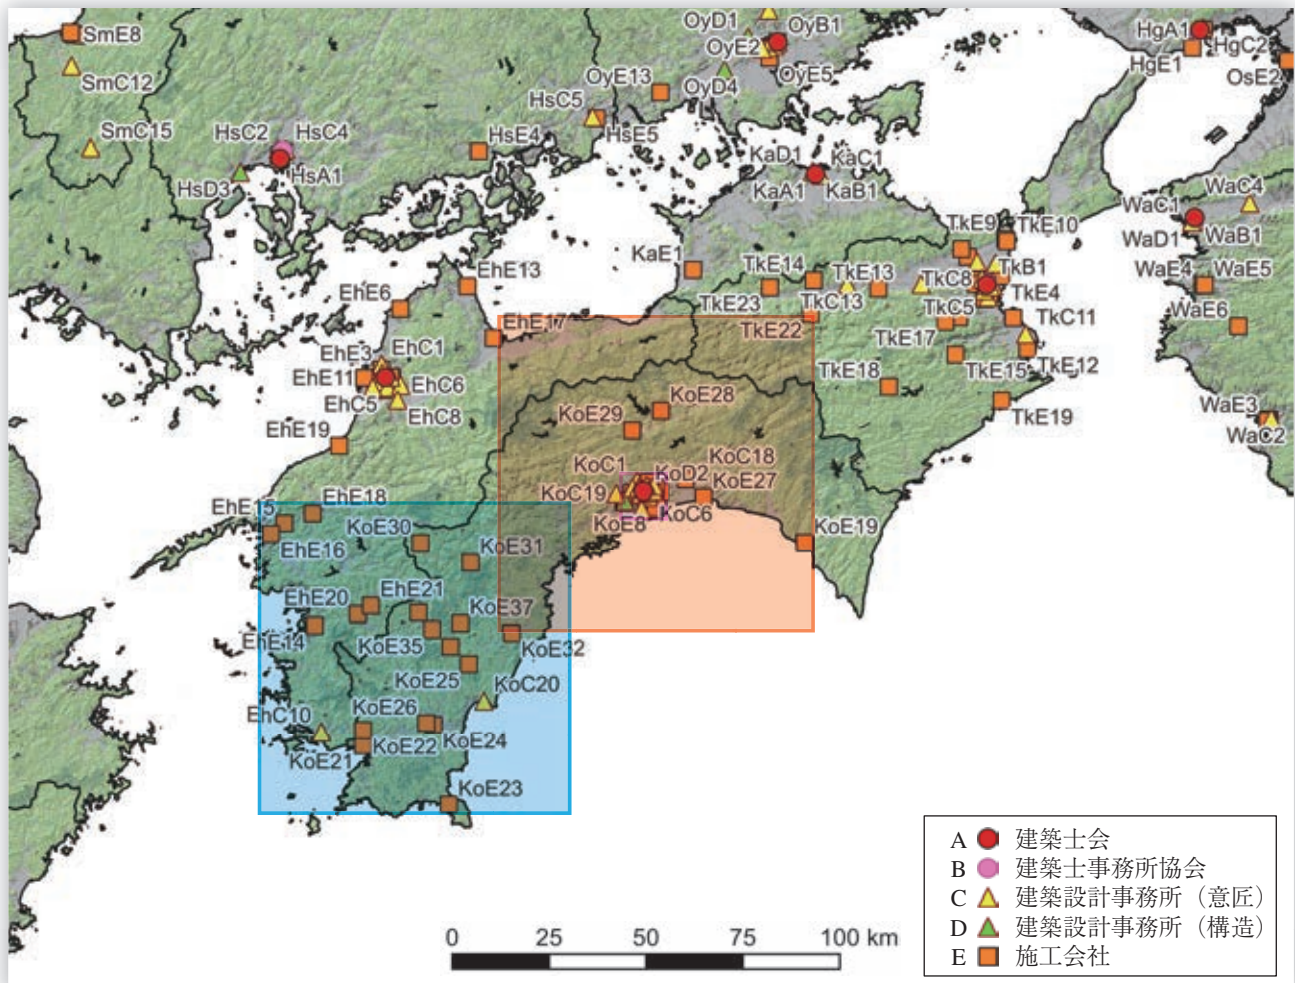 OyD1
OyB1
HgA1
SmE8
OyE2
HgC2
HgE1
OsE2
SmC12
OyE13
OyE5
OyD4
HsC5
SmC15
HsC2
HsC4
HsE4
HsE5
HsD3
HsA1
KaD1
KaC1
KaA1
KaB1
WaC4
WaC1
TkE9
TkE10
WaD1
WaB1
KaE1
EhE13
TkE14
TkE13
TkC8
TkB1
WaE4
WaE5
EhE6
TkE23
TkC13
TkC5
TkE4
WaE6
EhE17
TkE22
TkE17
TkC11
EhE3
EhC1
EhE11
EhC6
TkE18
TkE15
TkE12
EhC5
EhC8
KoE28
KoE29
TkE19
WaE3
EhE19
WaC2
KoC1
KoD2
KoC18
KoC19
KoE27
EhE18
EhE15
KoE30
KoE8
KoC6
KoE19
EhE16
KoE31
EhE20
EhE21
KoE37
EhE14
KoE35
KoE32
KoE25
KoC20
EhC10
KoE26
KoE24
KoE21
KoE22
KoE23
A 建築士会
B 建築士事務所協会
C 建築設計事務所（意匠）
D 建築設計事務所（構造）
E 施工会社
0 25 50 75 100 km